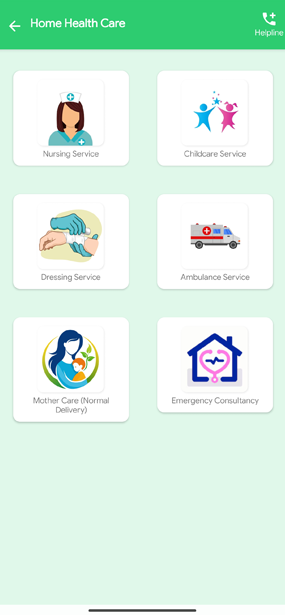 Home Health Care
Helpline
Nursing Service
Childcare Service
Dressing Service
Ambulance Service
Mother Care (Normal
Delivery)
Emergency Consultancy